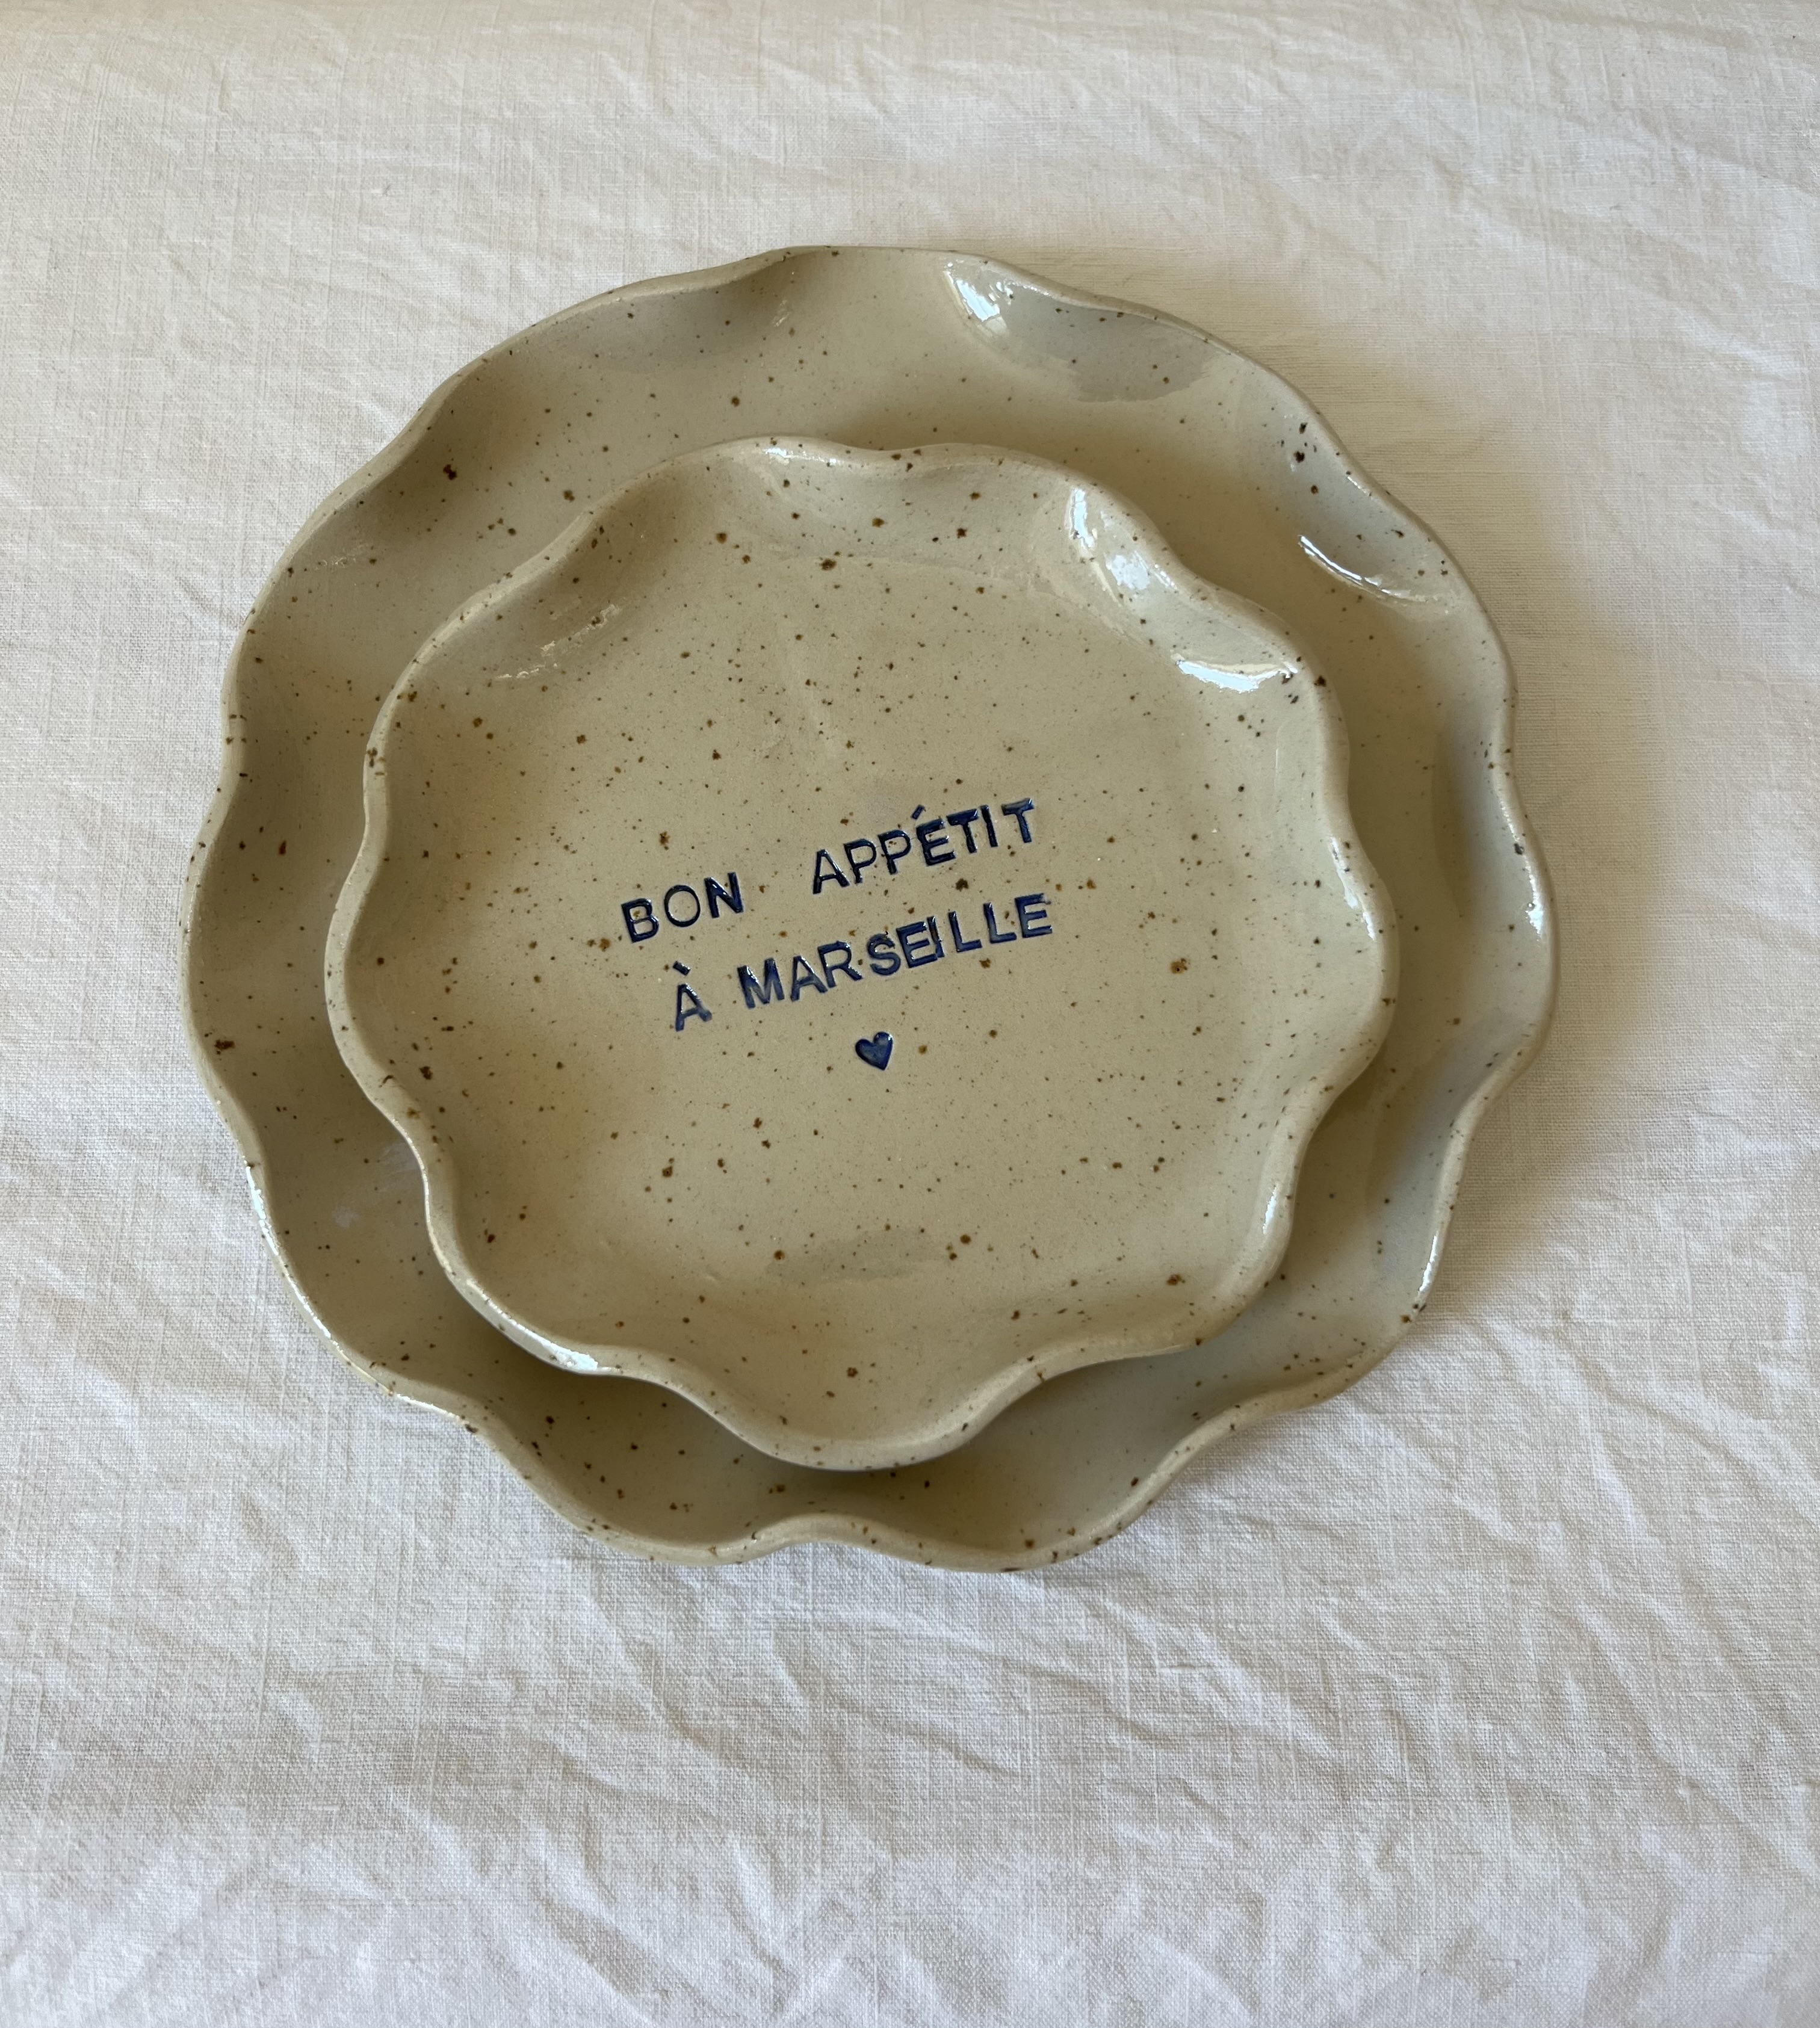 BON APPÉTIT
À MARSEILLE